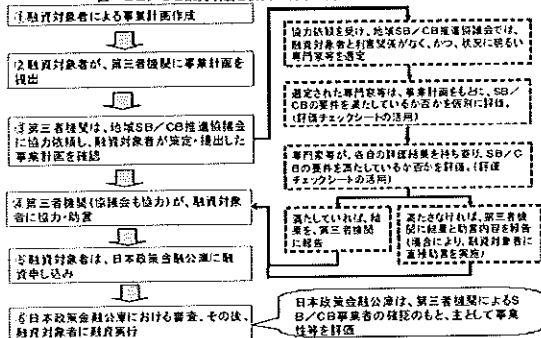 ①融資対象者による事業計画作成
②融資対象者が、第三者機関に事業計画を
提出
③第三者機関は、地域SB/CB推進協議会
に協力依頼し、融資対象者が策定・提出した
事業計画を確認
④第三者機関(協議会も協力)が、融資対象
者に協力・助言
⑤融資対象者は、日本政策金融公庫に融
資申し込み
⑥日本政策金融公庫における審査、その後、
融資対象者に融資実行
協力依頼を受け、地域SB/CB推進協議会では、
融資対象者と利害関係がなく、かつ、状況に明るい
専門家等を選定
選定された専門家等は、事業計画をもとに、SB/
CBの要件を満たしているか否かを個別に評価。
(評価チェックシートの活用)
専門家等が、各自の評価結果を持ち寄り、SB/C
Bの要件を満たしているか否かを評価。(評価
チェックシートの活用)
満たしていれば、結
果を、第三者機関
に報告
満たさなければ、第三者機
関に結果と助言内容を報告
(場合により、融資対象者に
直接助言を実施)
日本政策金融公庫は、第三者機関によるS
B/CB事業者の確認のもと、主として事業
性等を評価